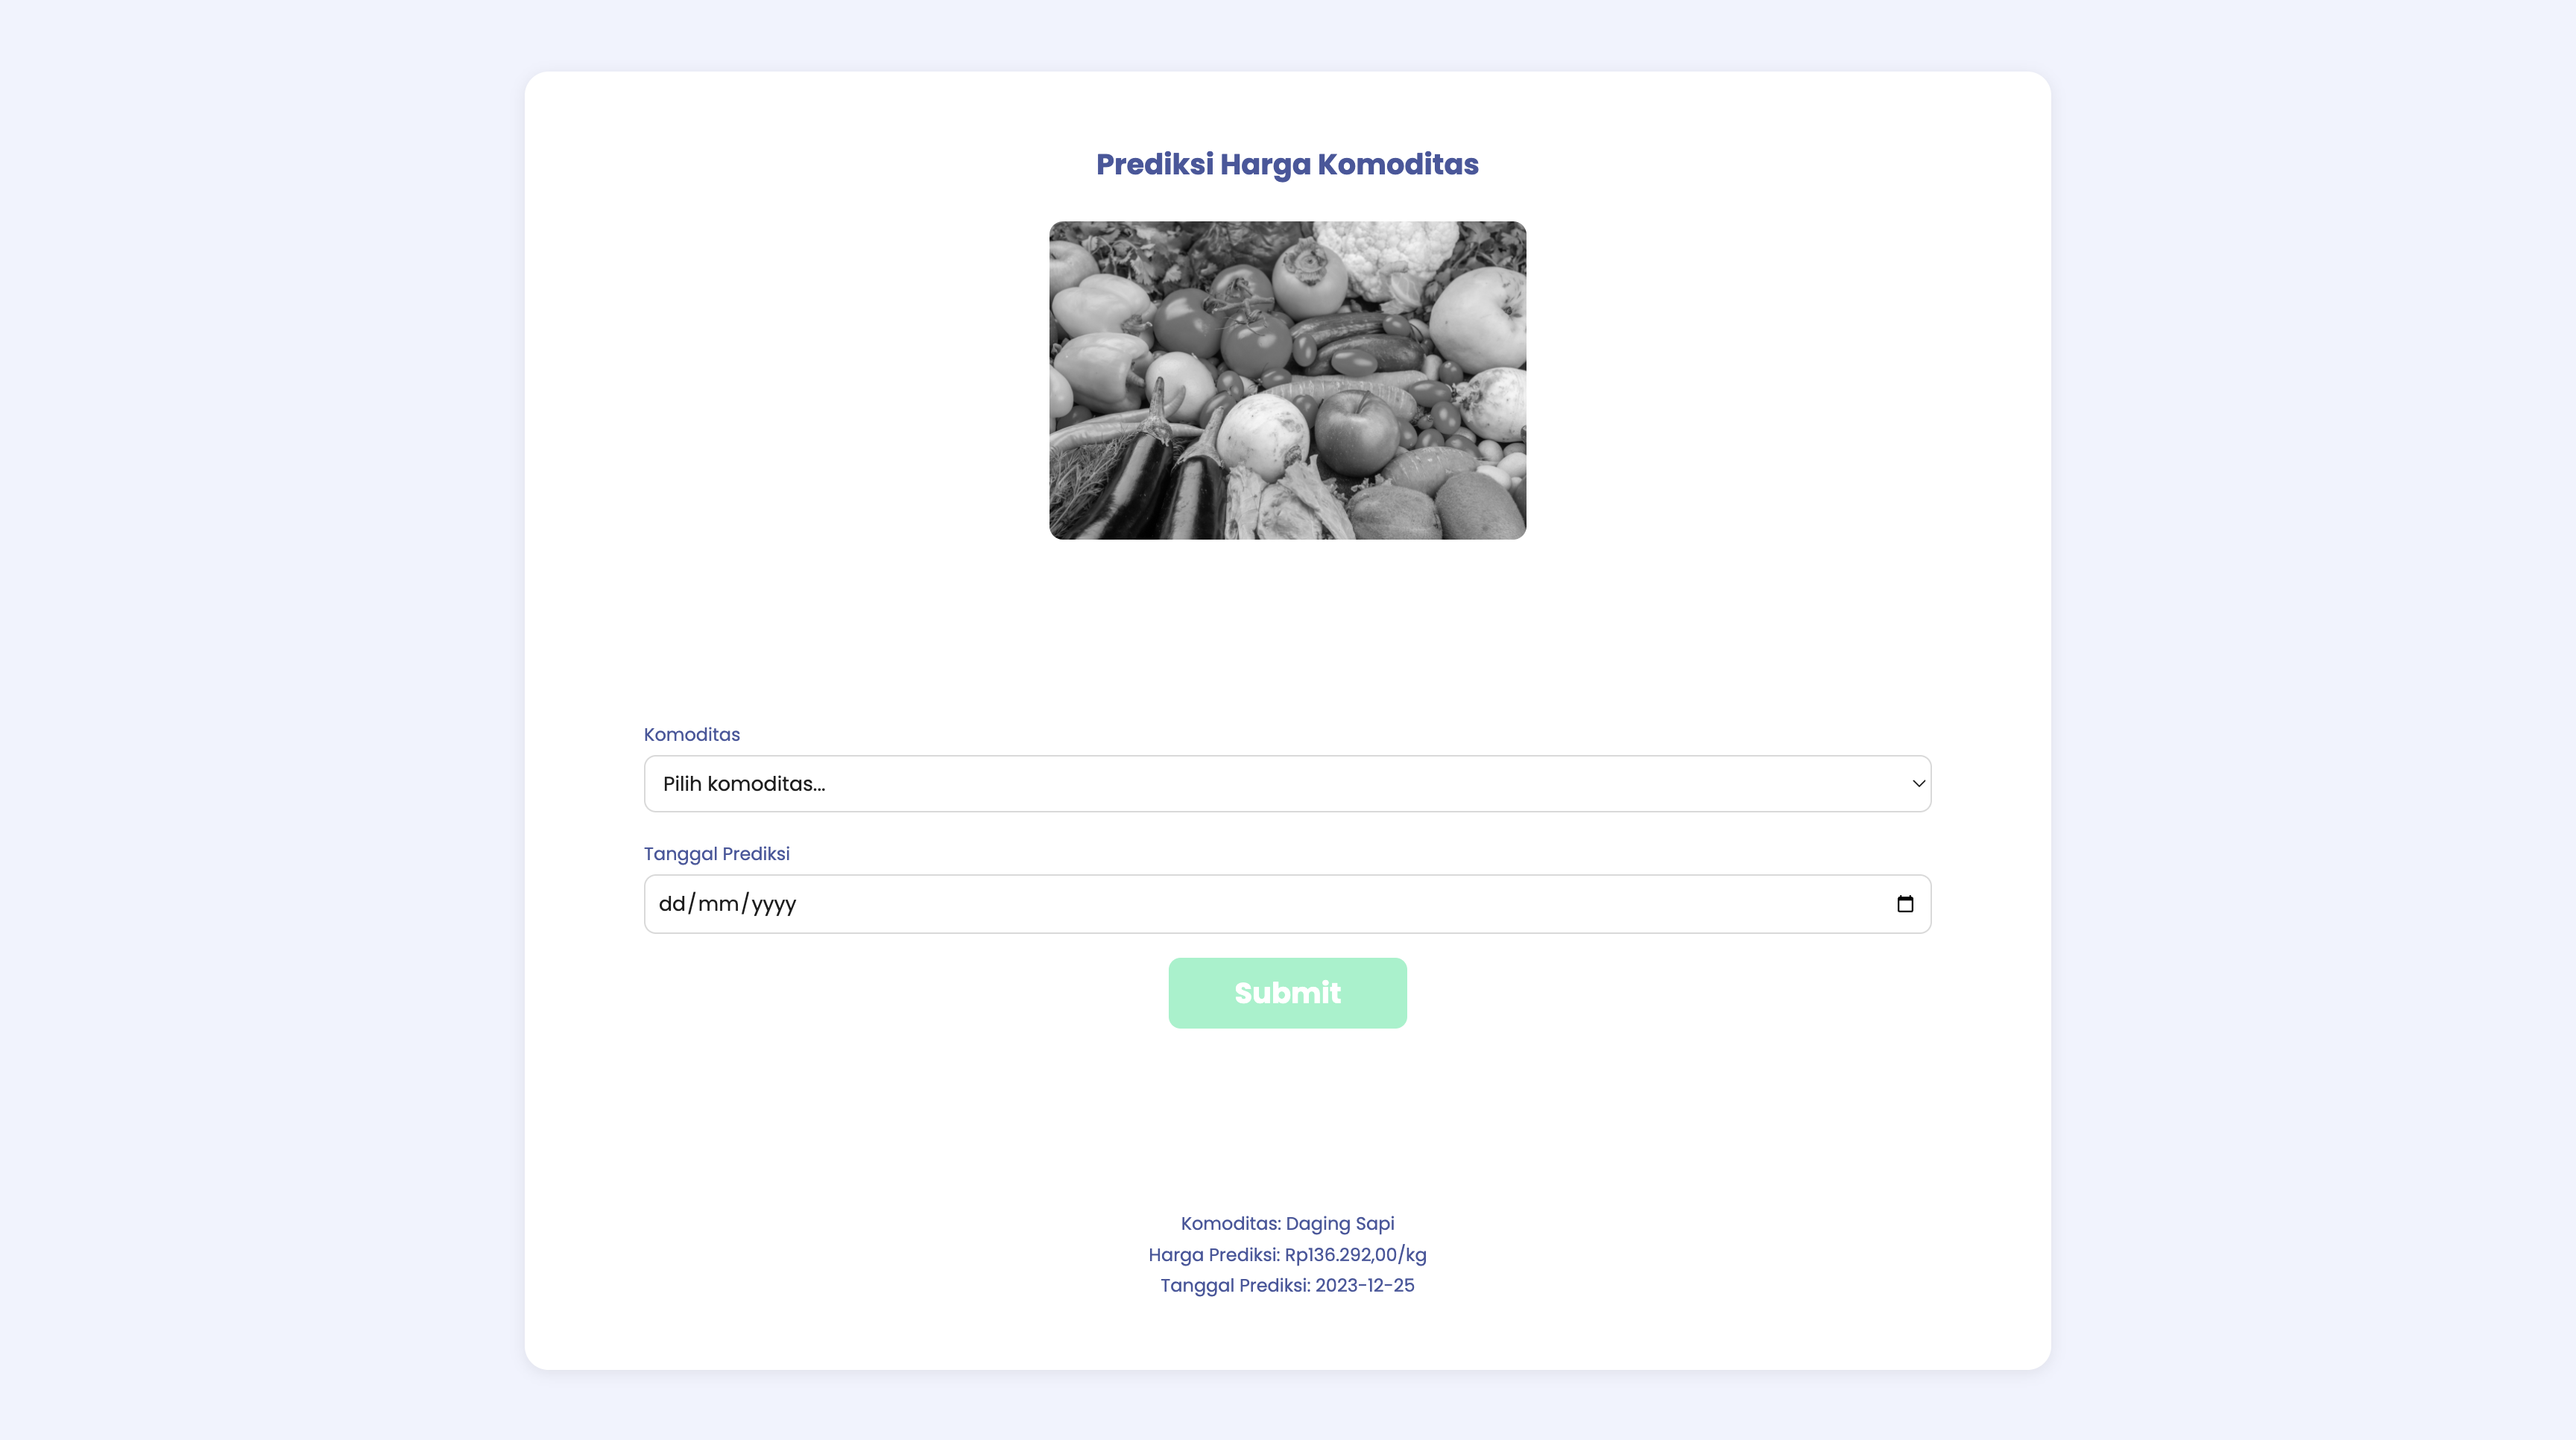 Prediksi Harga Komoditas
Komoditas
Pilih komoditas...
Tanggal Prediksi
dd/mm/yyyy
Submit
Komoditas: Daging Sapi
Harga Prediksi: Rp136.292,00/kg
Tanggal Prediksi: 2023-12-25